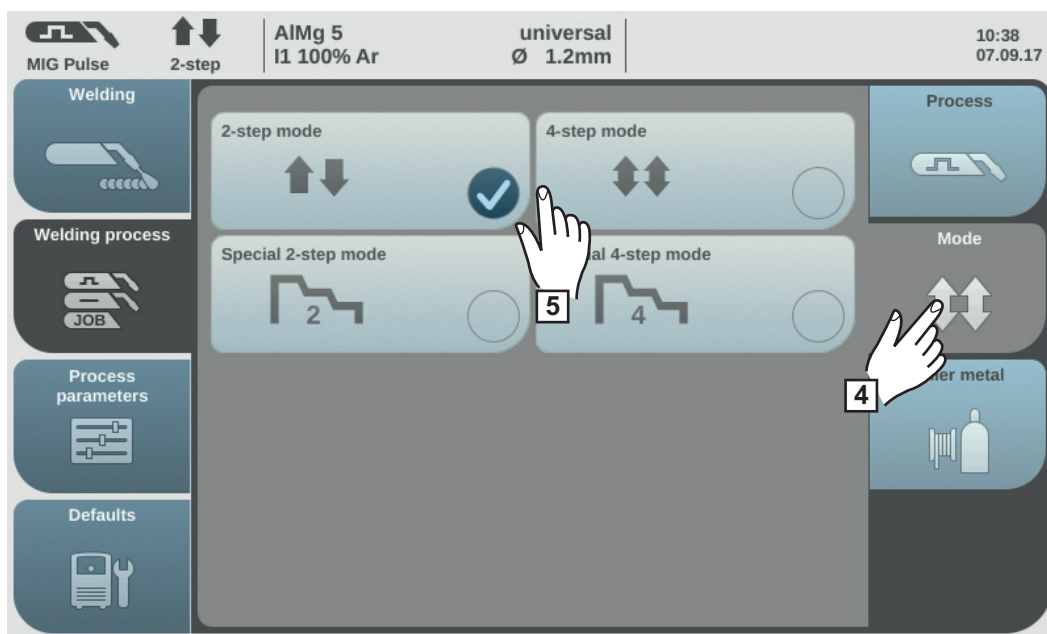 MIG Pulse
2-step
AlMg 5
I1 100% Ar
universal
Ø 1.2mm
10:38
07.09.17
Welding
Welding process
JOB
Process
parameters
Defaults
2-step mode
4-step mode
Special 2-step mode
2
al 4-step mode
4
5
Process
Mode
4
er metal